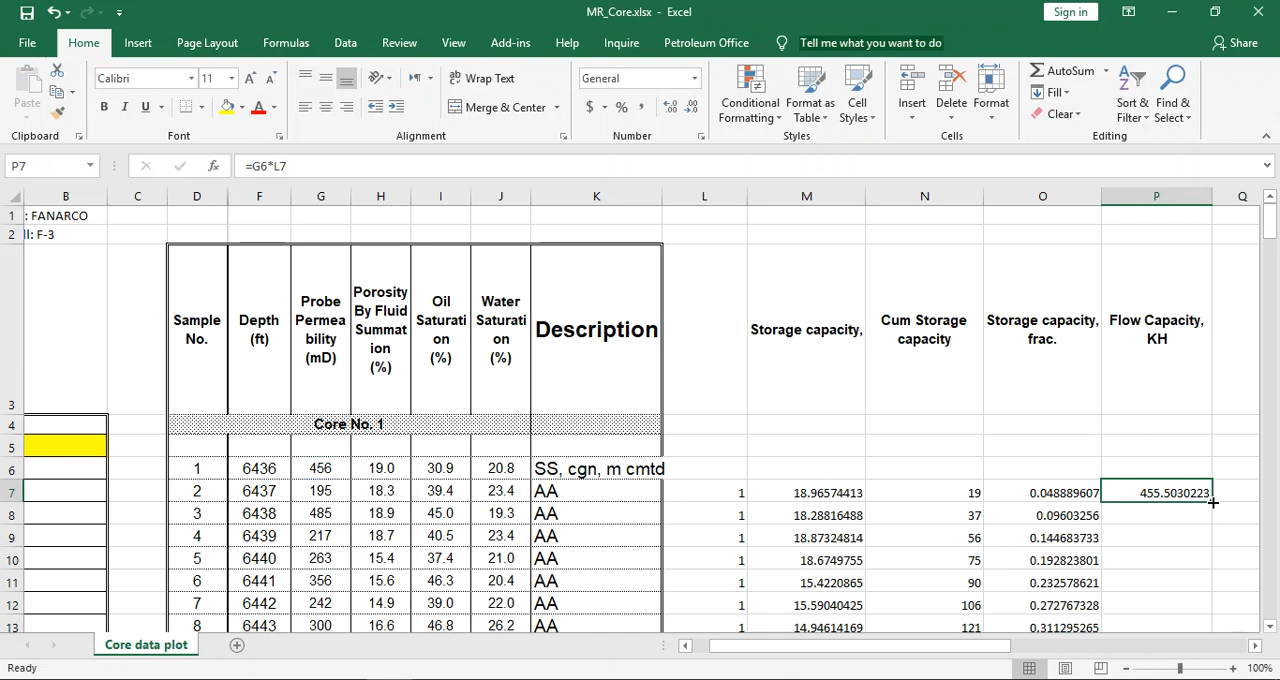 MR_Core.xlsx - Excel
Sign in
File Home Insert Page Layout Formulas Data Review View Add-ins Help Inquire Petroleum Office Tell me what you want to do Share
Paste
Calibri 11 A A
B I U A
Wrap Text
Merge & Center
General
$ % ,
Conditional Formatting
Format as Table
Cell Styles
Insert Delete Format
AutoSum
Fill
Clear
Sort & Filter
Find & Select
Clipboard Font Alignment Number Styles Cells Editing
P7 fx =G6*L7
B C D F G H I J K L M N O P Q
1 : FANARCO
2 ll: F-3
3
Sample No.
Depth (ft)
Probe
Permea
bility
(mD)
Porosity
By Fluid
Summat
ion
(%)
Oil
Saturati
on
(%)
Water
Saturati
on
(%)
Description
Storage capacity,
Cum Storage
capacity
Storage capacity,
frac.
Flow Capacity,
KH
4 Core No. 1
5
6 1 6436 456 19.0 30.9 20.8 SS, cgn, m cmtd
7 2 6437 195 18.3 39.4 23.4 AA 1 18.96574413 19 0.048889607 455.5030223
8 3 6438 485 18.9 45.0 19.3 AA 1 18.28816488 37 0.09603256
9 4 6439 217 18.7 40.5 23.4 AA 1 18.87324814 56 0.144683733
10 5 6440 263 15.4 37.4 21.0 AA 1 18.6749755 75 0.192823801
11 6 6441 356 15.6 46.3 20.4 AA 1 15.4220865 90 0.232578621
12 7 6442 242 14.9 39.0 22.0 AA 1 15.59040425 106 0.272767328
13 8 6443 300 16.6 46.8 26.2 AA 1 14.94614169 121 0.311295265
Core data plot
Ready
100%